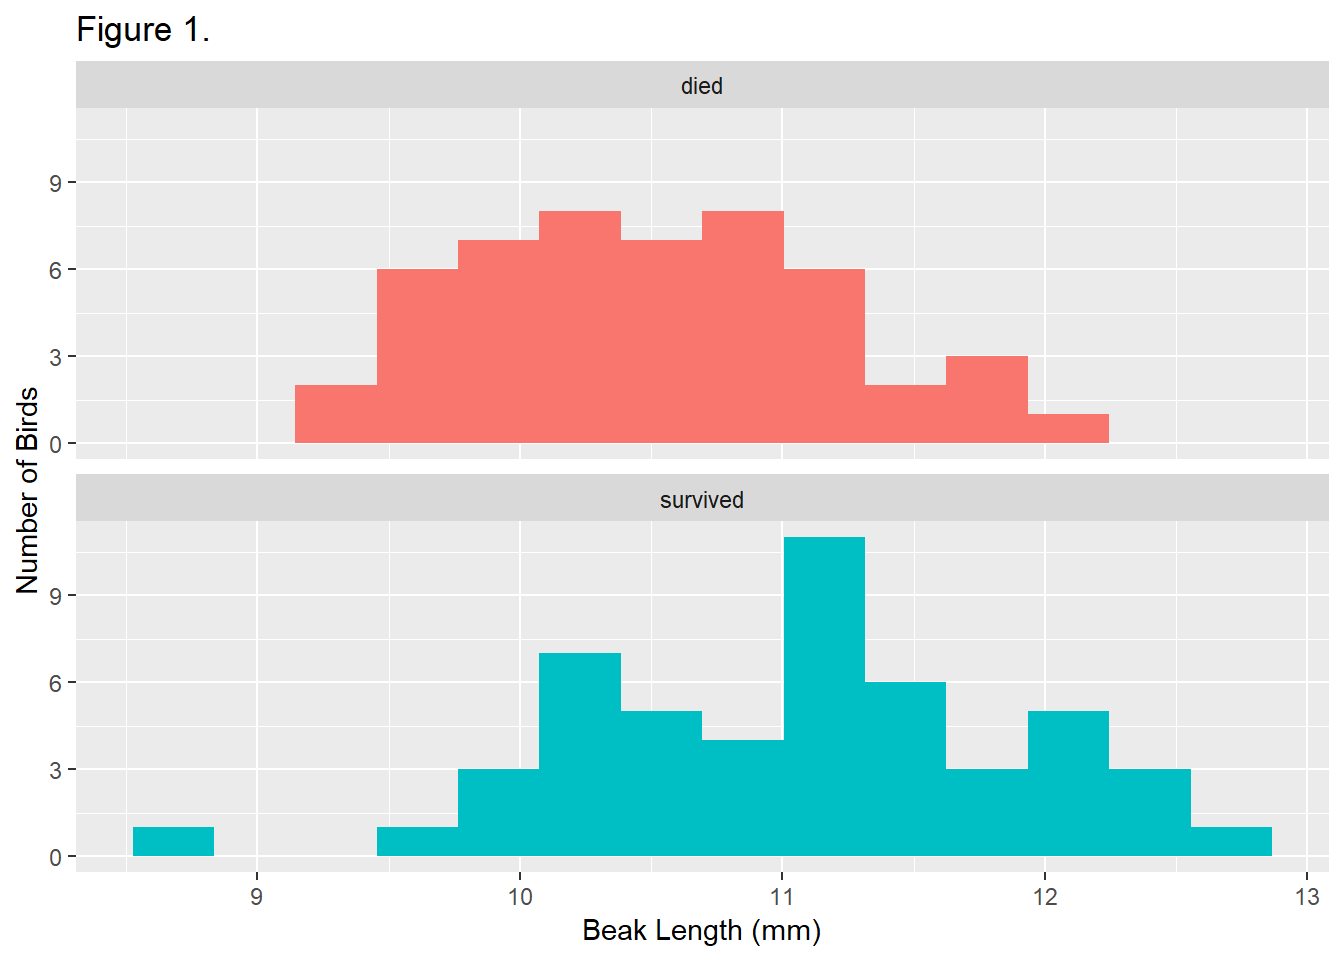 Figure 1.
died
9
6
3
0
Number of Birds
survived
9
6
3
0
9 10 11 12 13
Beak Length (mm)